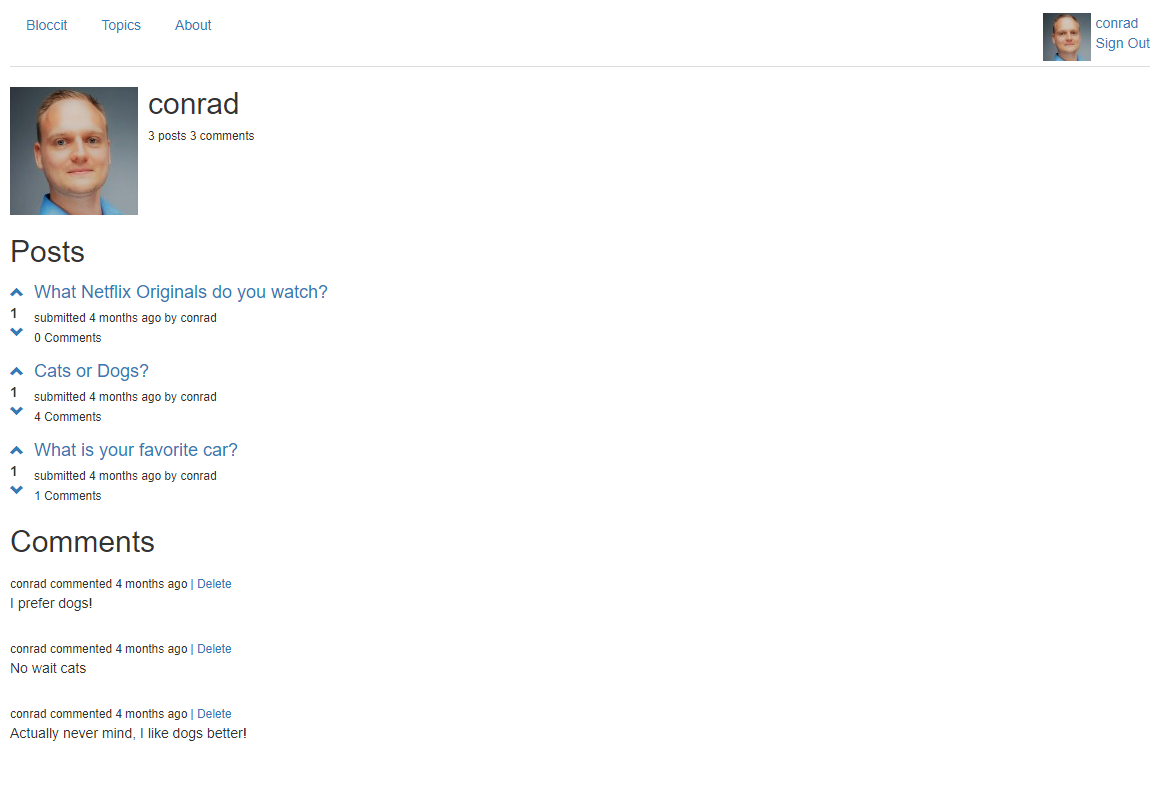 Bloccit Topics About
conrad
Sign Out
conrad
3 posts 3 comments
Posts
What Netflix Originals do you watch?
1
submitted 4 months ago by conrad
0 Comments
Cats or Dogs?
1
submitted 4 months ago by conrad
4 Comments
What is your favorite car?
1
submitted 4 months ago by conrad
1 Comments
Comments
conrad commented 4 months ago | Delete
I prefer dogs!
conrad commented 4 months ago | Delete
No wait cats
conrad commented 4 months ago | Delete
Actually never mind, I like dogs better!